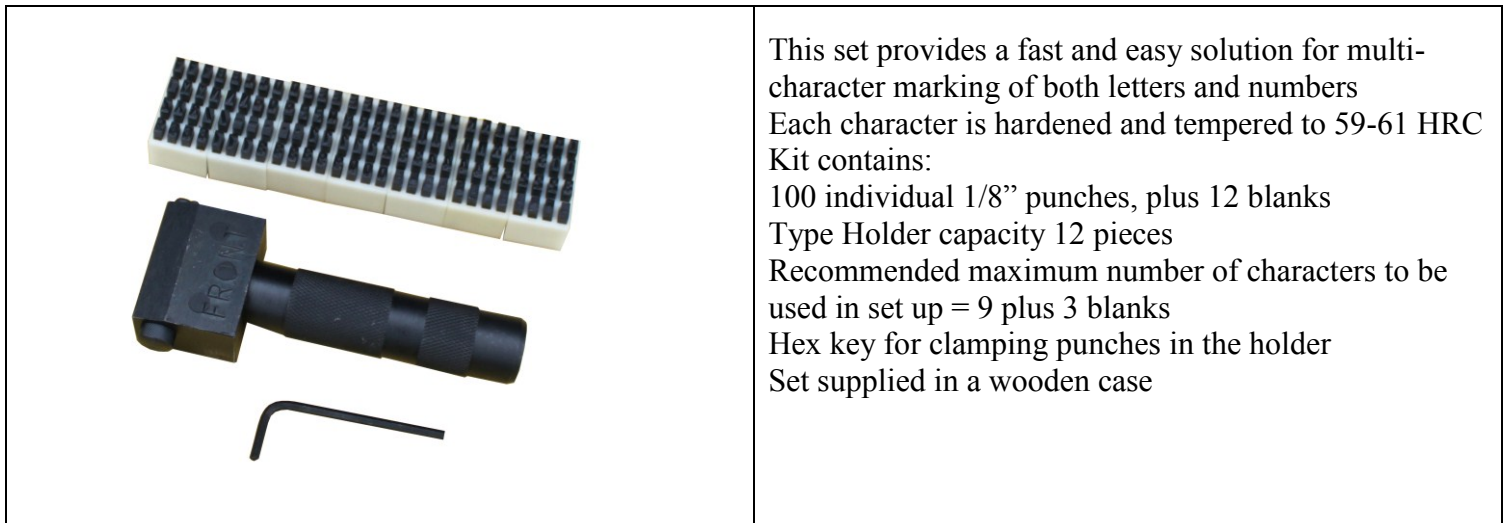 FRONT
This set provides a fast and easy solution for multi-
character marking of both letters and numbers
Each character is hardened and tempered to 59-61 HRC
Kit contains:
100 individual 1/8” punches, plus 12 blanks
Type Holder capacity 12 pieces
Recommended maximum number of characters to be
used in set up = 9 plus 3 blanks
Hex key for clamping punches in the holder
Set supplied in a wooden case